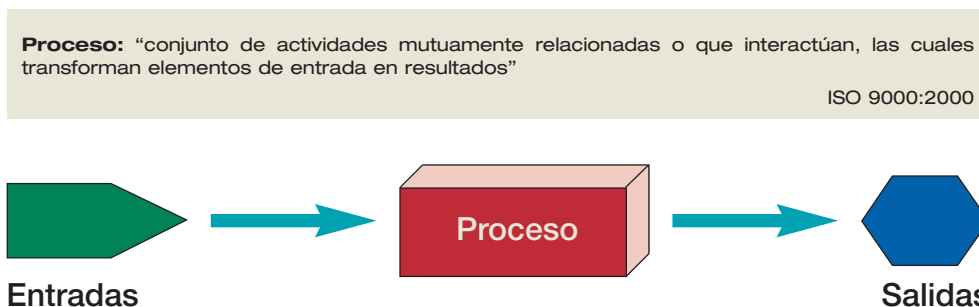 Proceso: “conjunto de actividades mutuamente relacionadas o que interactúan, las cuales
transforman elementos de entrada en resultados”
ISO 9000:2000
Proceso
Entradas
Salidas